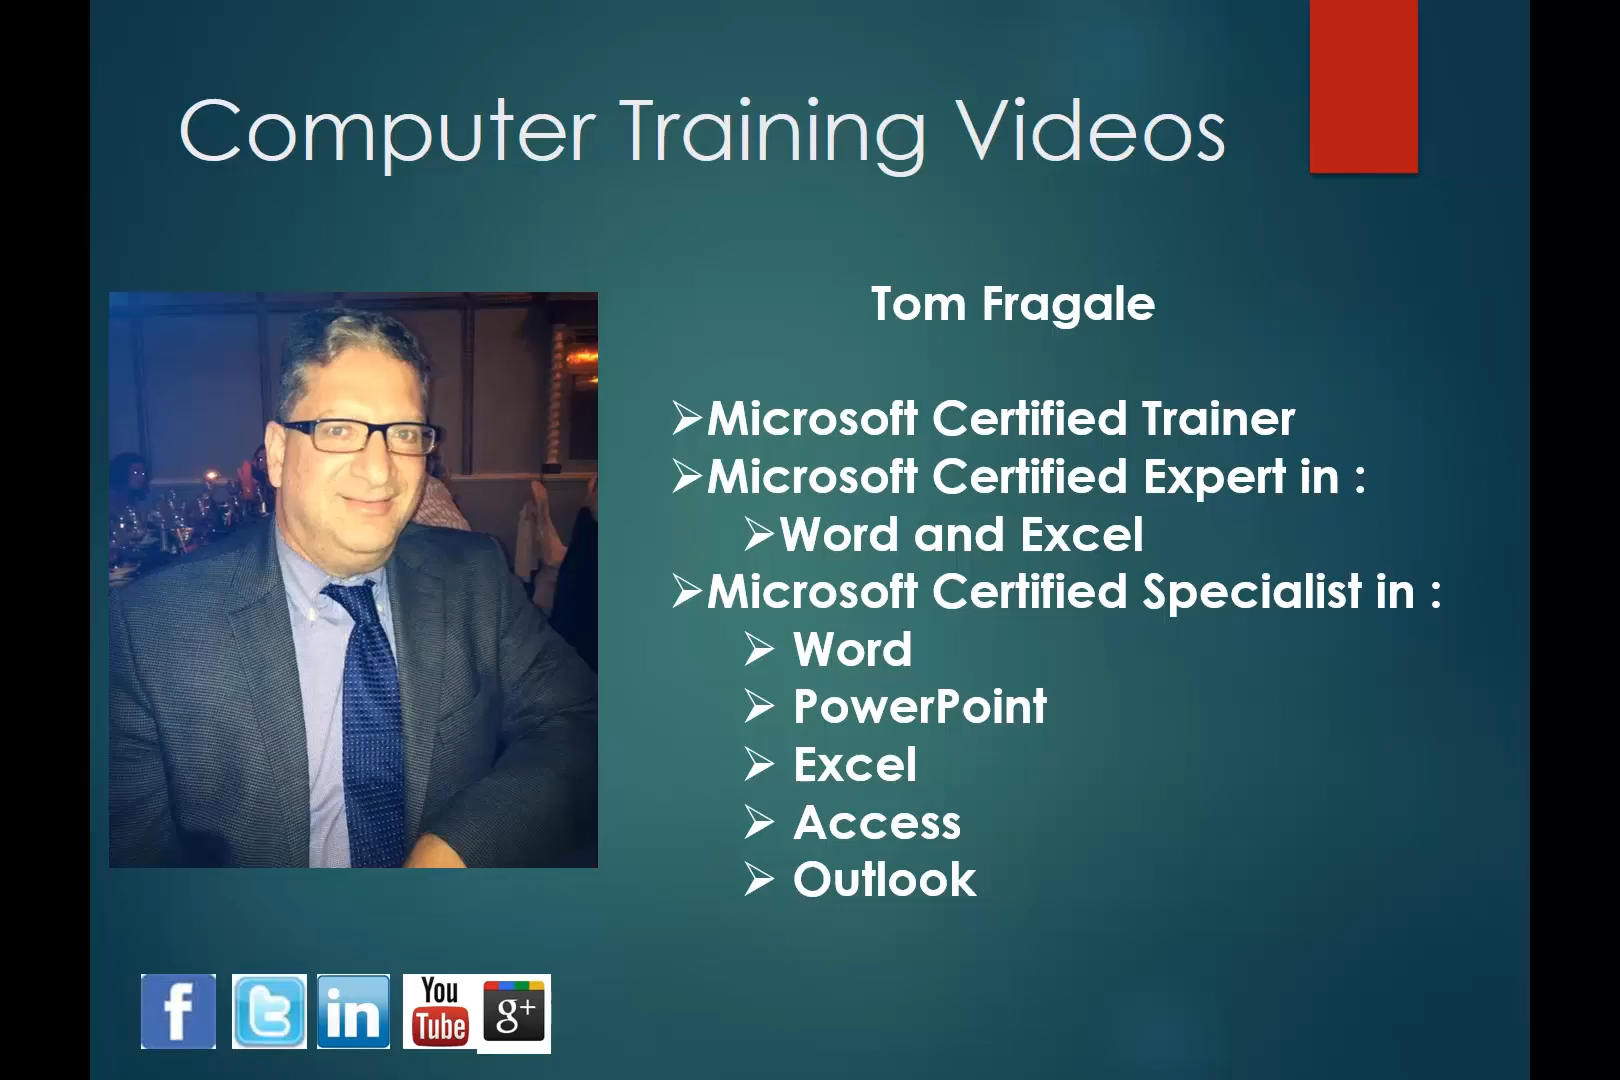 Computer Training Videos
Tom Fragale
➢Microsoft Certified Trainer
➢Microsoft Certified Expert in :
➢Word and Excel
➢Microsoft Certified Specialist in :
➢ Word
➢ PowerPoint
➢ Excel
➢ Access
➢ Outlook
f
t
in
You
Tube
g+